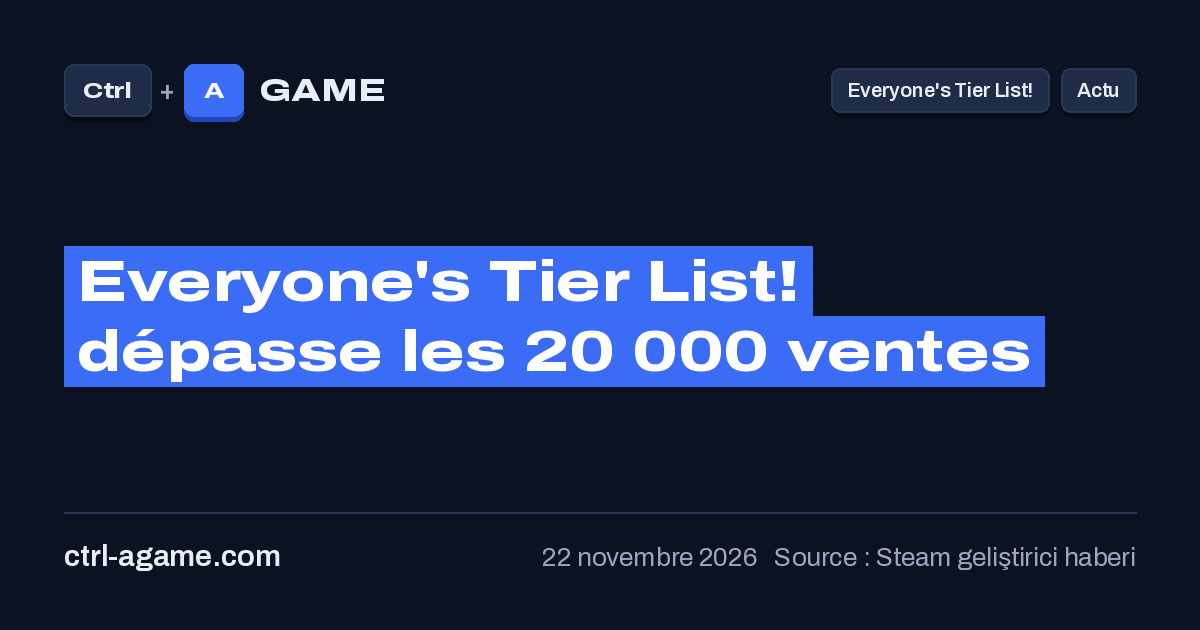 Ctrl + A GAME
Everyone's Tier List! Actu
Everyone's Tier List!
dépasse les 20 000 ventes
ctrl-agame.com
22 novembre 2026 Source : Steam geliştirici haberi